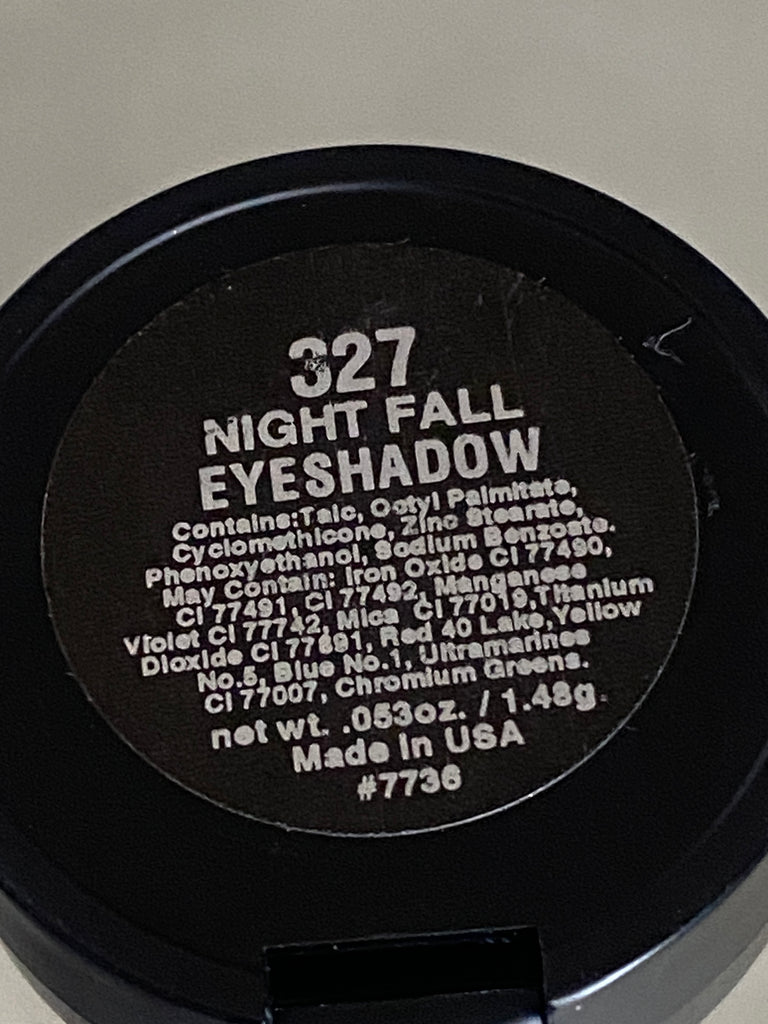 327
NIGHT FALL
EYESHADOW
Contains:Talc, Octyl Palmitate,
Cyclomethicone, Zinc Stearate,
Phenoxyethanol, Sodium Benzoate.
May Contain: Iron Oxide CI 77490,
CI 77491, CI 77492, Manganese
Violet CI 77742, Mica CI 77019,Titanium
Dioxide CI 77891, Red 40 Lake,Yellow
No.5, Blue No.1, Ultramarines
CI 77007, Chromium Greens.
net wt. .053oz. / 1.48g.
Made In USA
#7736